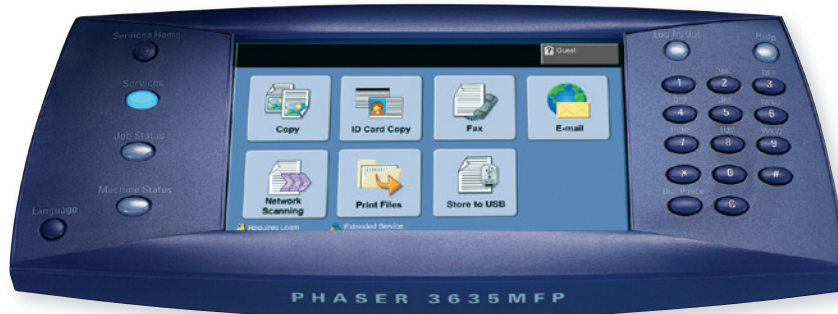 Services Home
Services
Job Status
Machine Status
Language
Guest
Copy
ID Card Copy
Fax
E-mail
Network
Scanning
Print Files
Store to USB
Requires Login
Extended Service
Log In/Out
Help
1
2
3
4
5
6
7
8
9
0
#
Dial Pause
C
PHASER 3635MFP